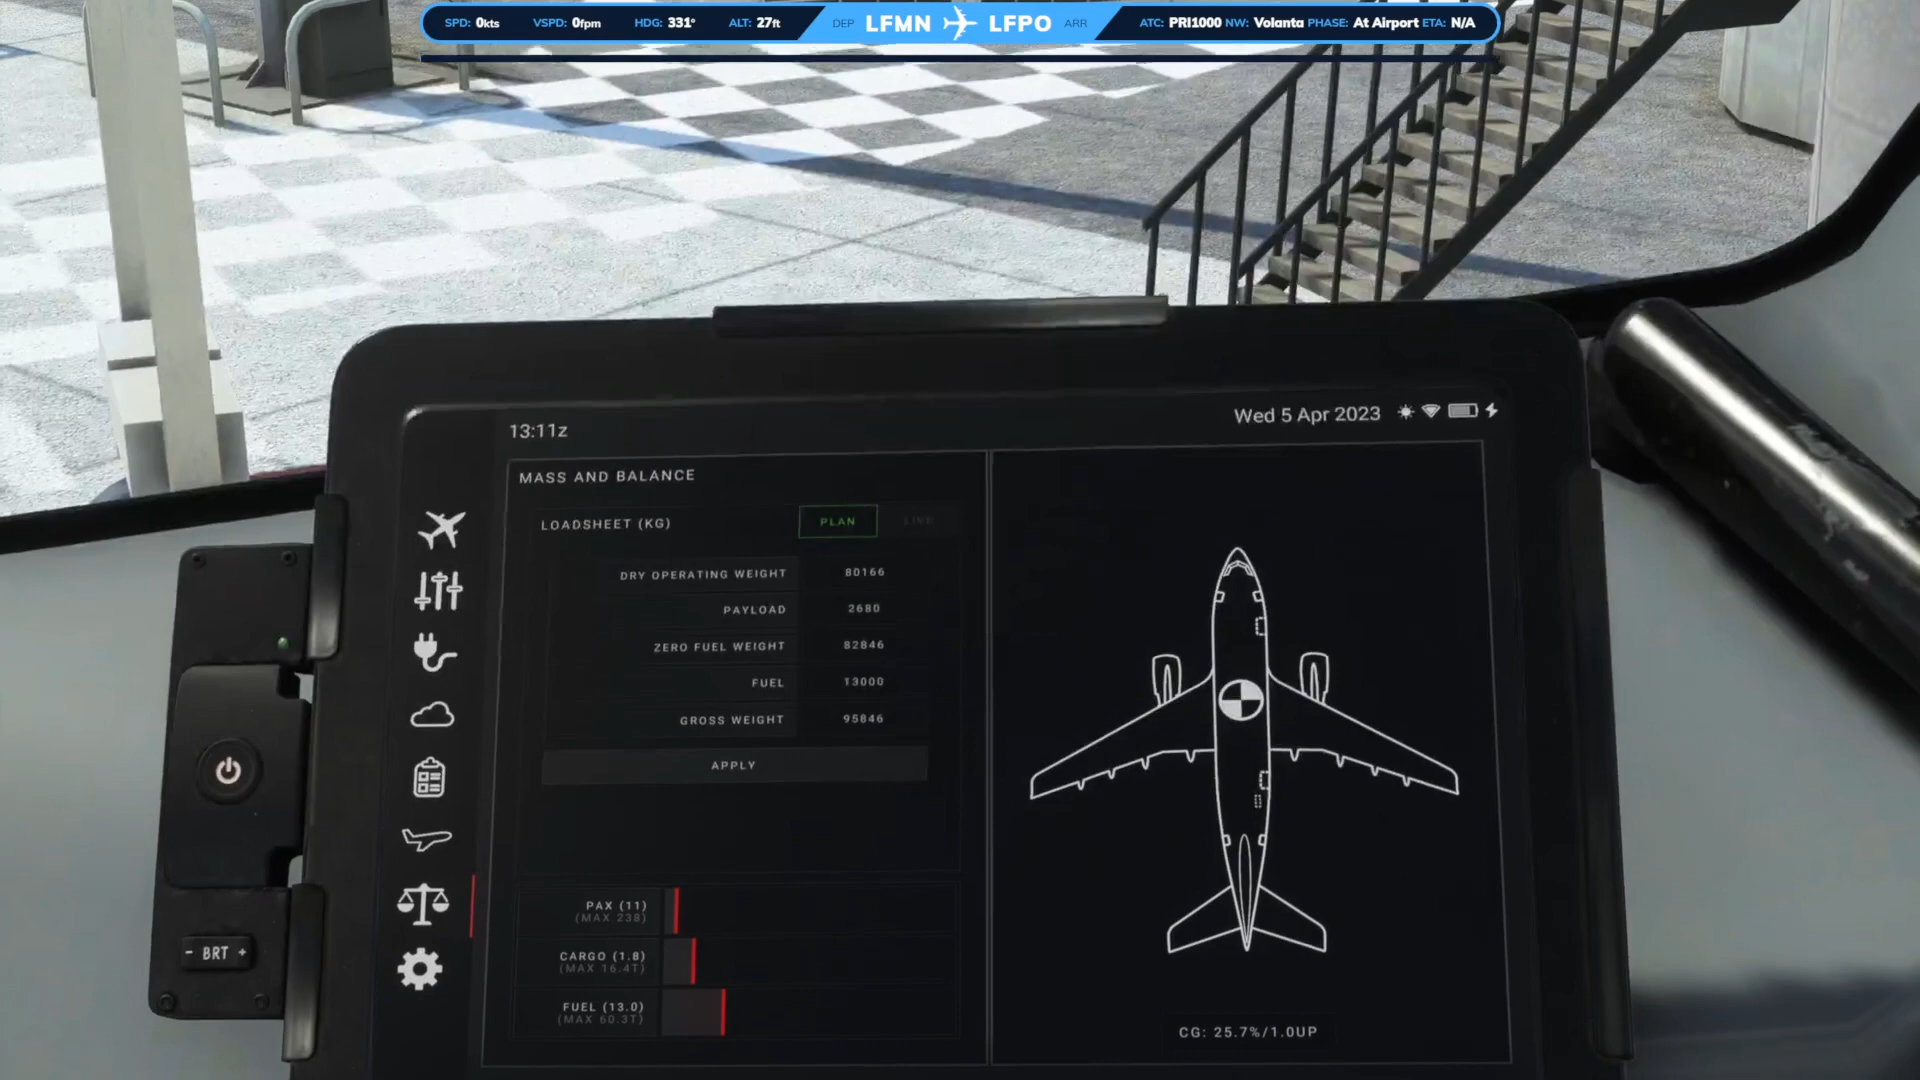 SPD: 0kts VSPD: 0fpm HDG: 331° ALT: 27ft DEP LFMN LFPO ARR ATC: PRI1000 NW: Volanta PHASE: At Airport ETA: N/A
13:11z
Wed 5 Apr 2023
MASS AND BALANCE
LOADSHEET (KG) PLAN LIVE
DRY OPERATING WEIGHT 80166
PAYLOAD 2680
ZERO FUEL WEIGHT 82846
FUEL 13000
GROSS WEIGHT 95846
APPLY
PAX (11)
(MAX 238)
CARGO (1.8)
(MAX 16.4T)
FUEL (13.0)
(MAX 60.3T)
CG: 25.7%/1.0UP
- BRT +